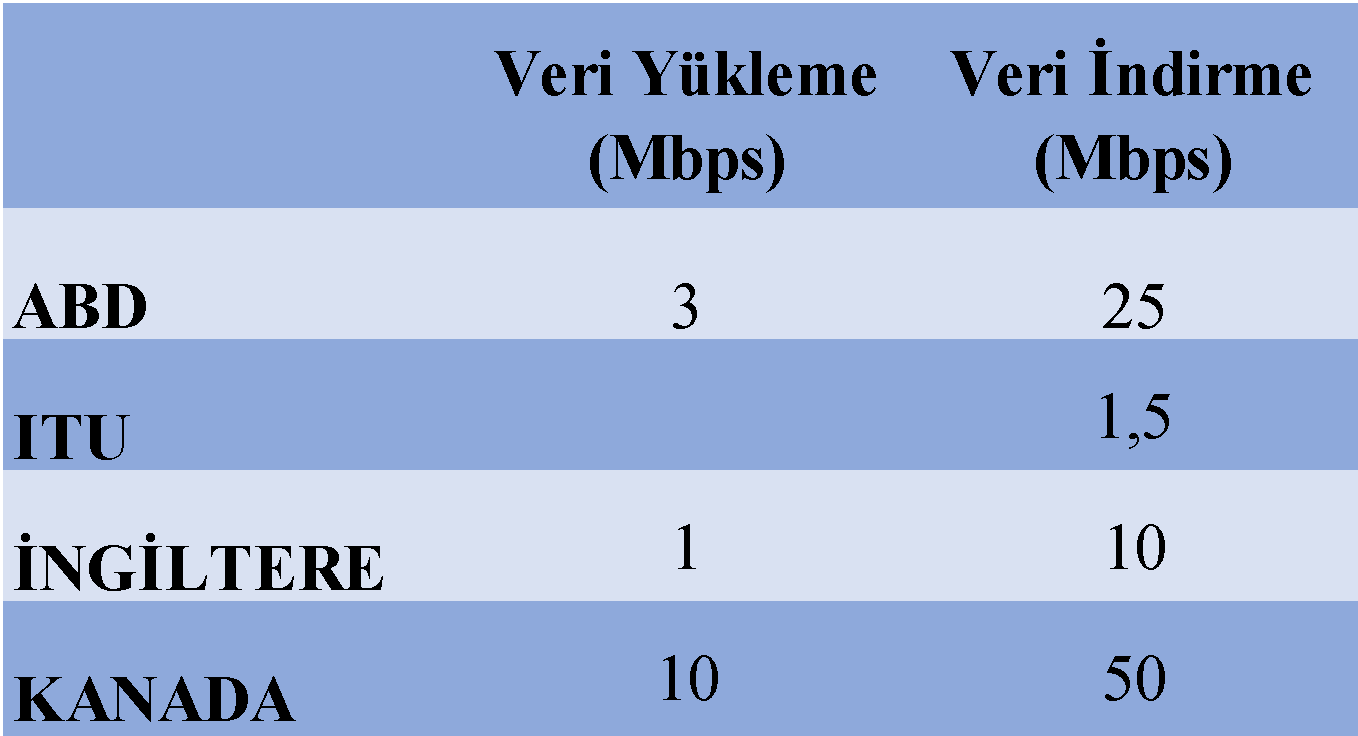 Veri Yükleme (Mbps) Veri İndirme (Mbps)
ABD 3 25
ITU 1,5
İNGİLTERE 1 10
KANADA 10 50